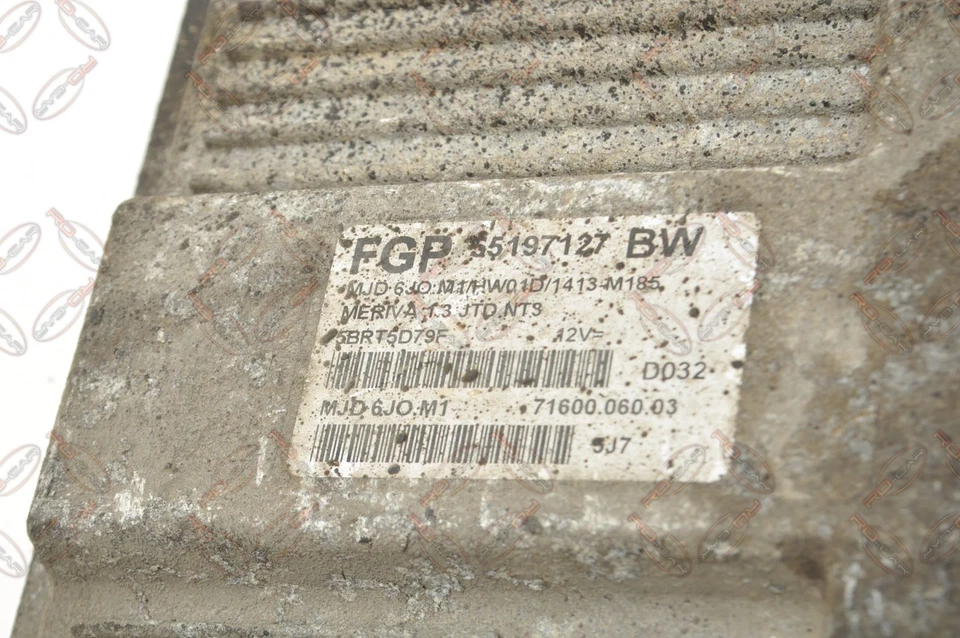 FGP 55197127 BW
MJD 6JO.M1/HW01D/1413-M185
MERIVA 1.3 JTD.NT3
5BRT5D79F 12V=
D032
MJD 6JO.M1 71600.060.03
5J7